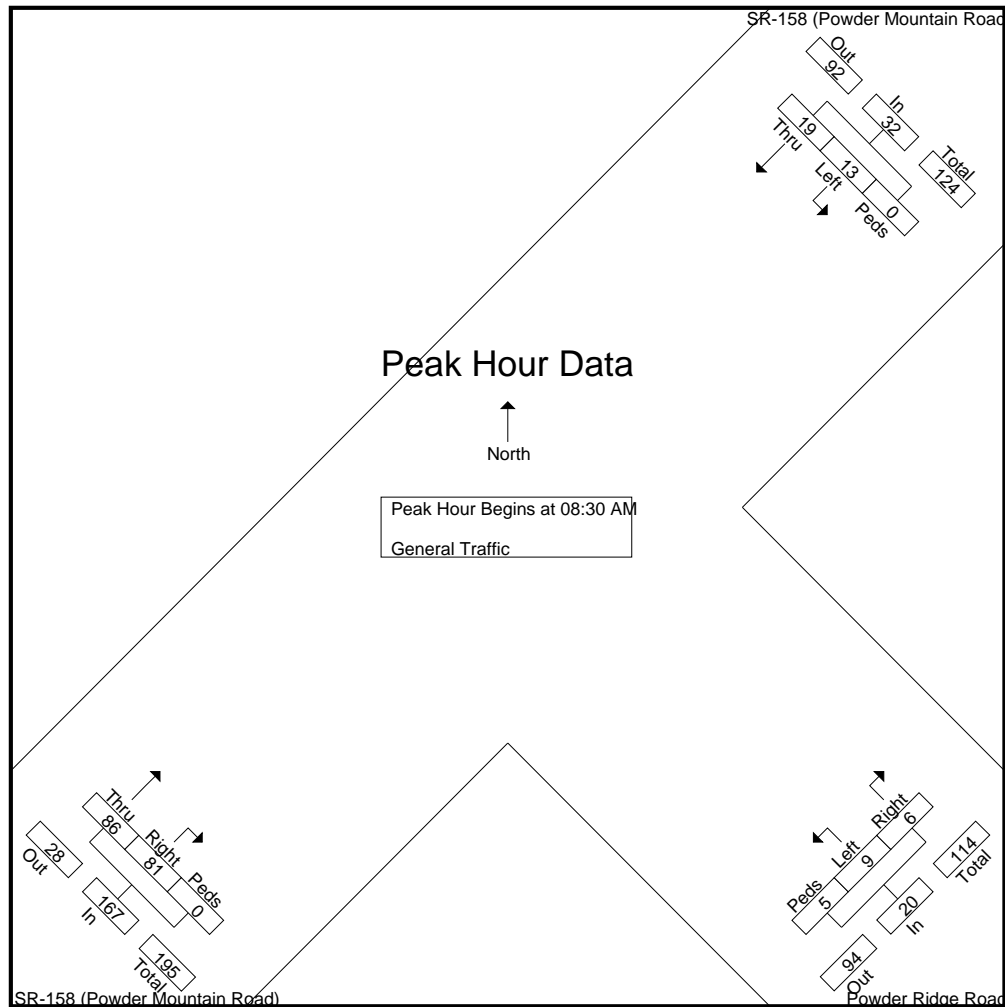 SR-158 (Powder Mountain Road
Out
92
In
32
Total
124
19
13
0
Thru
Left
Peds
Peak Hour Data
North
Peak Hour Begins at 08:30 AM
General Traffic
Thru
Right
Peds
86
81
0
28
Out
167
In
195
Total
Right
Left
Peds
6
9
5
114
Total
20
In
94
Out
SR-158 (Powder Mountain Road)
Powder Ridge Road